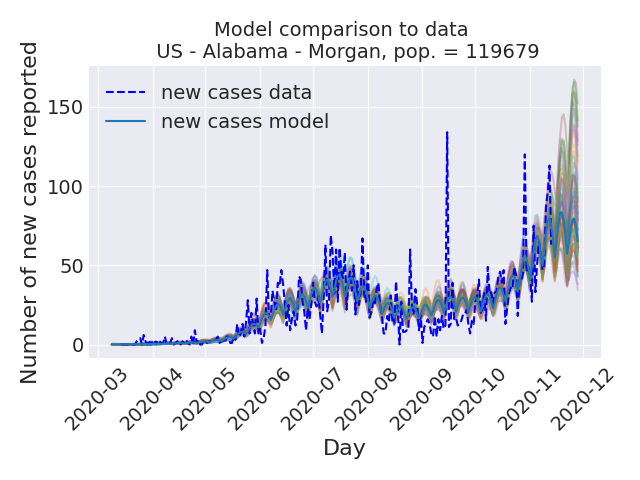 Model comparison to data
US - Alabama - Morgan, pop. = 119679
Number of new cases reported
150
100
50
0
new cases data
new cases model
2020-03
2020-04
2020-05
2020-06
2020-07
2020-08
2020-09
2020-10
2020-11
2020-12
Day